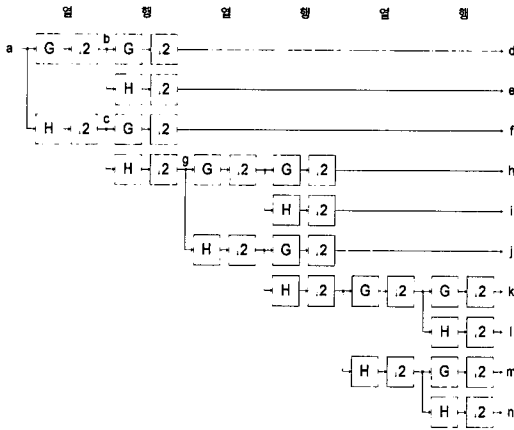 열 행 열 행 열 행
a G ↓2 b G ↓2 d
H ↓2 e
H ↓2 c G ↓2 f
H ↓2 g G ↓2 G ↓2 h
H ↓2 i
H ↓2 G ↓2 j
H ↓2 G ↓2 G ↓2 k
H ↓2 l
H ↓2 G ↓2 m
H ↓2 n